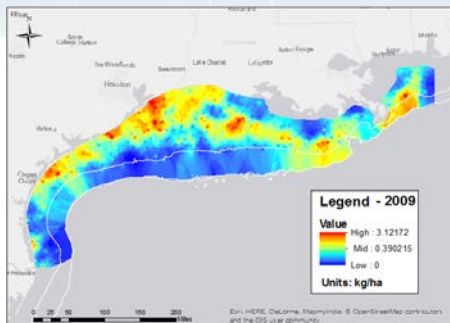 Victoria
The Woodlands
Houston
Beaumont
Lake Charles
Lafayette
Baton Rouge
Corpus
Christi
Legend - 2009
Value
High : 3.12172
Mid : 0.390215
Low : 0
Units: kg/ha
0 25 50 100 150 200
Miles
Esri, HERE, DeLorme, MapmyIndia, © OpenStreetMap contributors,
and the GIS user community